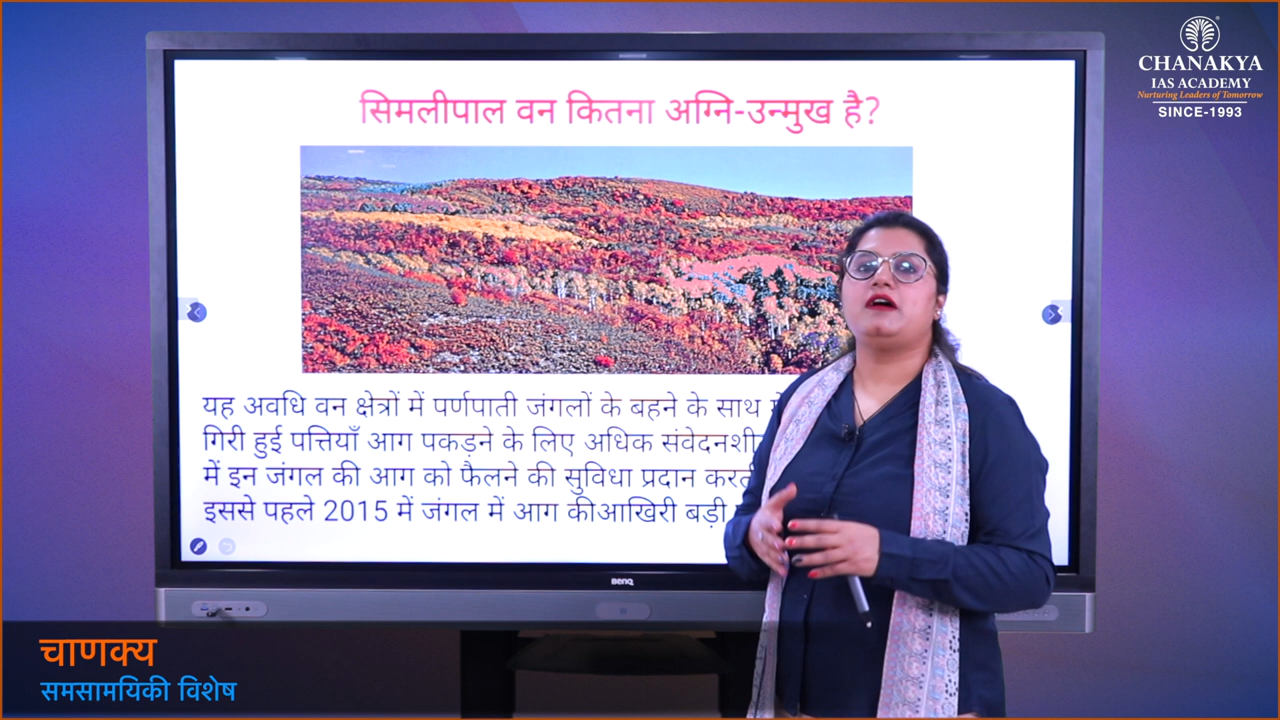 सिमलीपाल वन कितना अग्नि-उन्मुख है?
यह अवधि वन क्षेत्रों में पर्णपाती जंगलों के बहने के साथ
गिरी हुई पत्तियाँ आग पकड़ने के लिए अधिक
में इन जंगल की आग को फैलने की सुविधा प्रदान
इससे पहले 2015 में जंगल में आग कीआखिरी बड़ी
BenQ
CHANAKYA
IAS ACADEMY
Nurturing Leaders of Tomorrow
SINCE-1993
चाणक्य
समसामयिकी विशेष